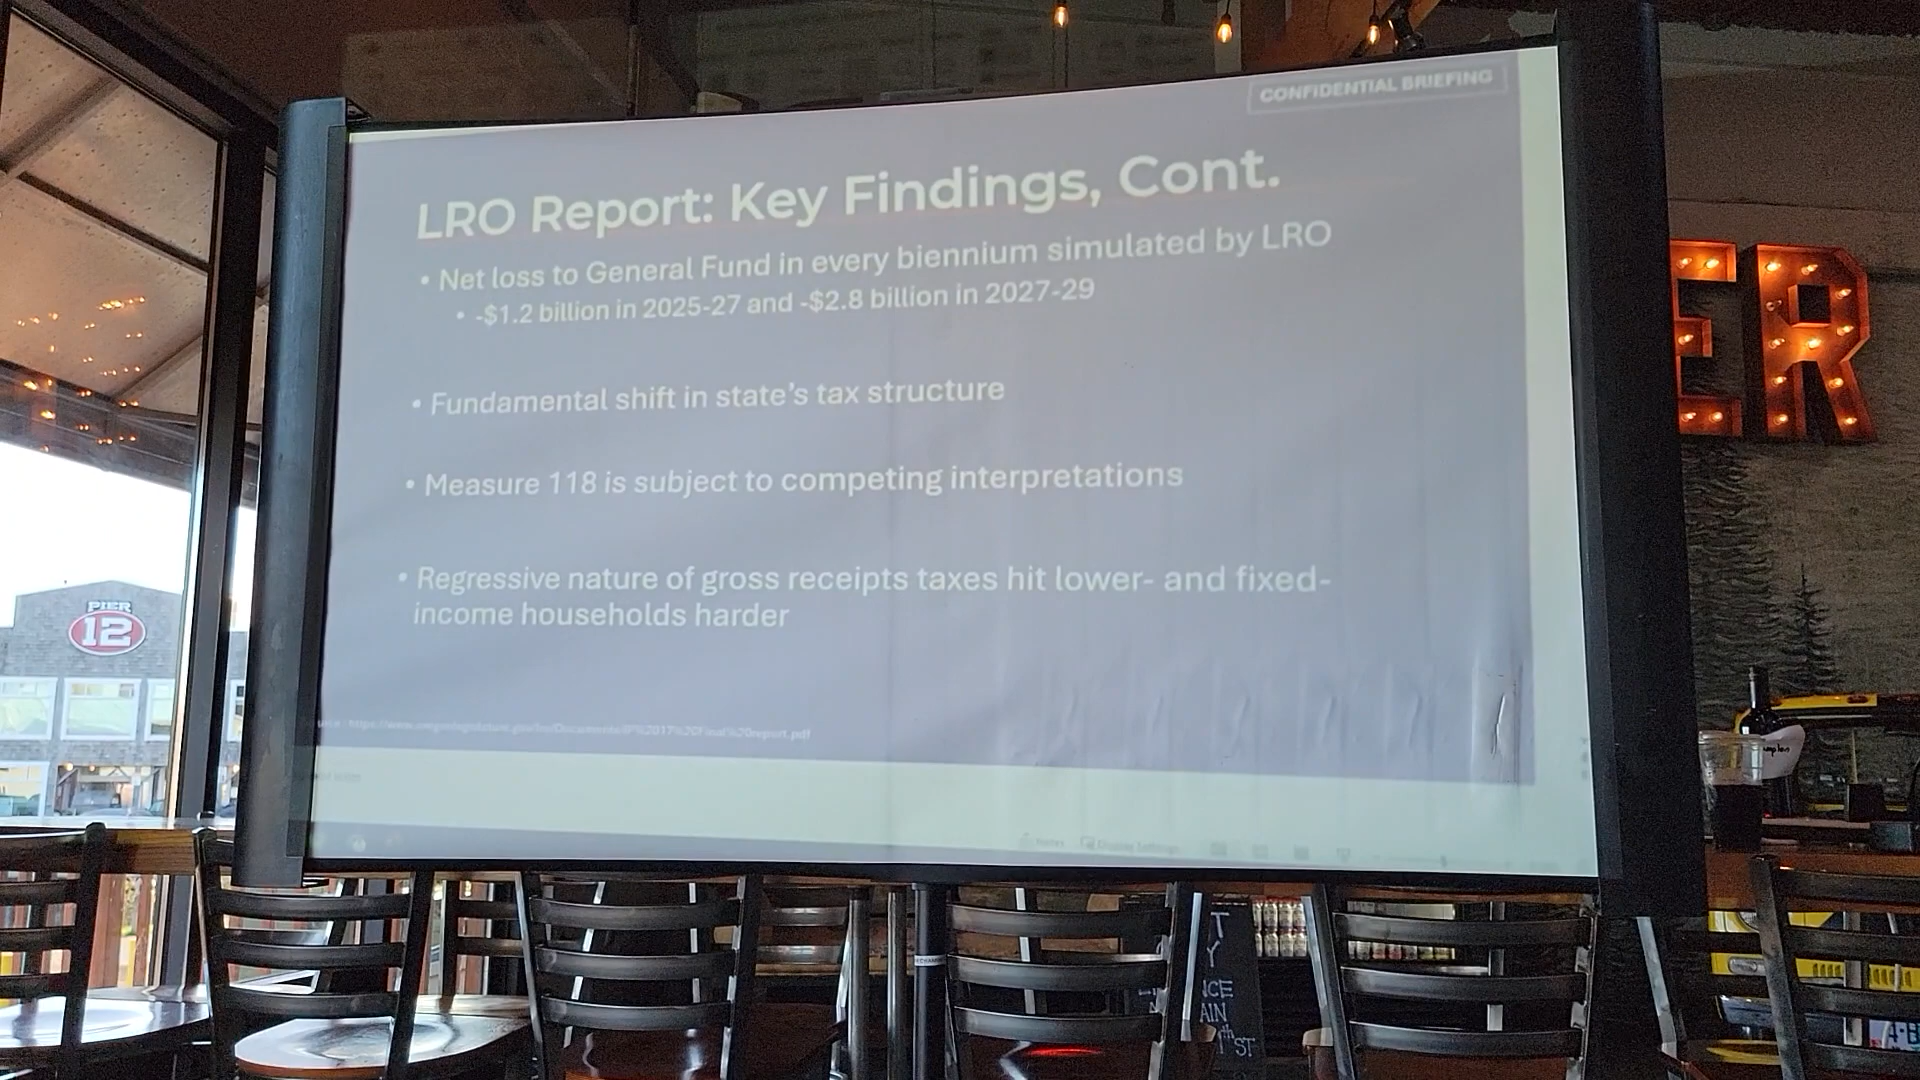 CONFIDENTIAL BRIEFING
LRO Report: Key Findings, Cont.
• Net loss to General Fund in every biennium simulated by LRO
• -$1.2 billion in 2025-27 and -$2.8 billion in 2027-29
• Fundamental shift in state's tax structure
• Measure 118 is subject to competing interpretations
• Regressive nature of gross receipts taxes hit lower- and fixed-
income households harder
Display Settings
ER
PIER
12